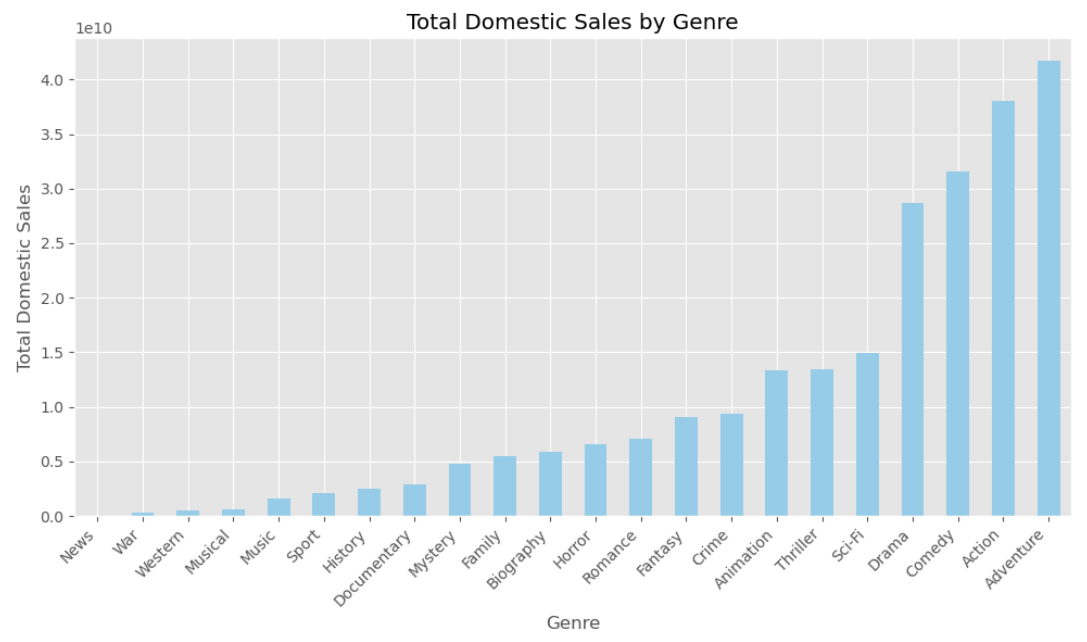 Total Domestic Sales by Genre
1e10
4.0
3.5
3.0
2.5
2.0
1.5
1.0
0.5
0.0
Total Domestic Sales
News
War
Western
Musical
Music
Sport
History
Documentary
Mystery
Family
Biography
Horror
Romance
Fantasy
Crime
Animation
Thriller
Sci-Fi
Drama
Comedy
Action
Adventure
Genre